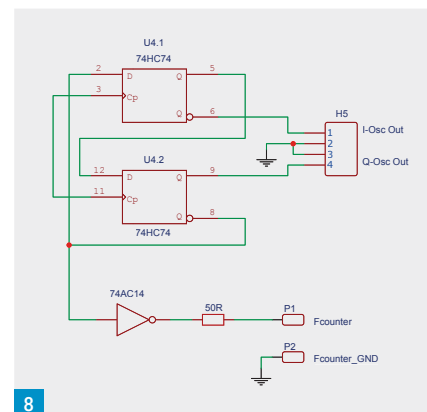 U4.1
74HC74
2 D Q 5
3 Cp
Q 6
H5
1 I-Osc Out
2
3
4 Q-Osc Out
U4.2
12 D Q 9
11 Cp
Q 8
74HC74
74AC14
50R
P1
Fcounter
P2
Fcounter_GND
8